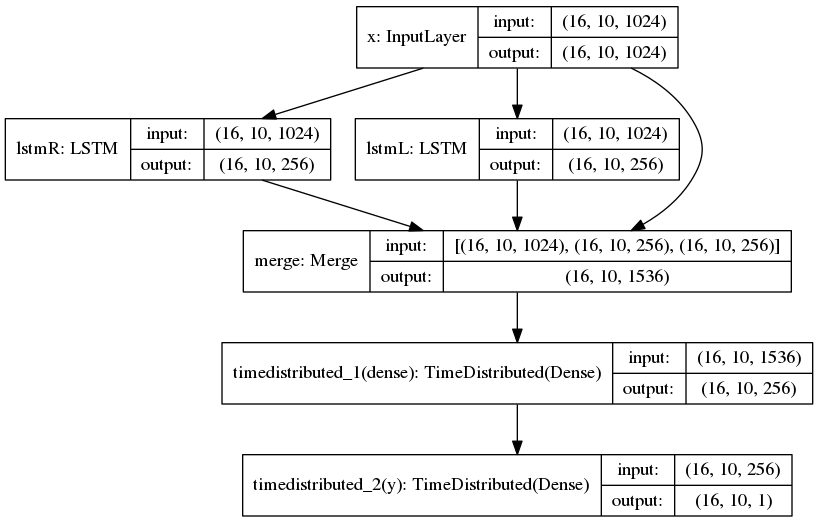 x: InputLayer
input: (16, 10, 1024)
output: (16, 10, 1024)
lstmR: LSTM
input: (16, 10, 1024)
output: (16, 10, 256)
lstmL: LSTM
input: (16, 10, 1024)
output: (16, 10, 256)
merge: Merge
input: [(16, 10, 1024), (16, 10, 256), (16, 10, 256)]
output: (16, 10, 1536)
timedistributed_1(dense): TimeDistributed(Dense)
input: (16, 10, 1536)
output: (16, 10, 256)
timedistributed_2(y): TimeDistributed(Dense)
input: (16, 10, 256)
output: (16, 10, 1)